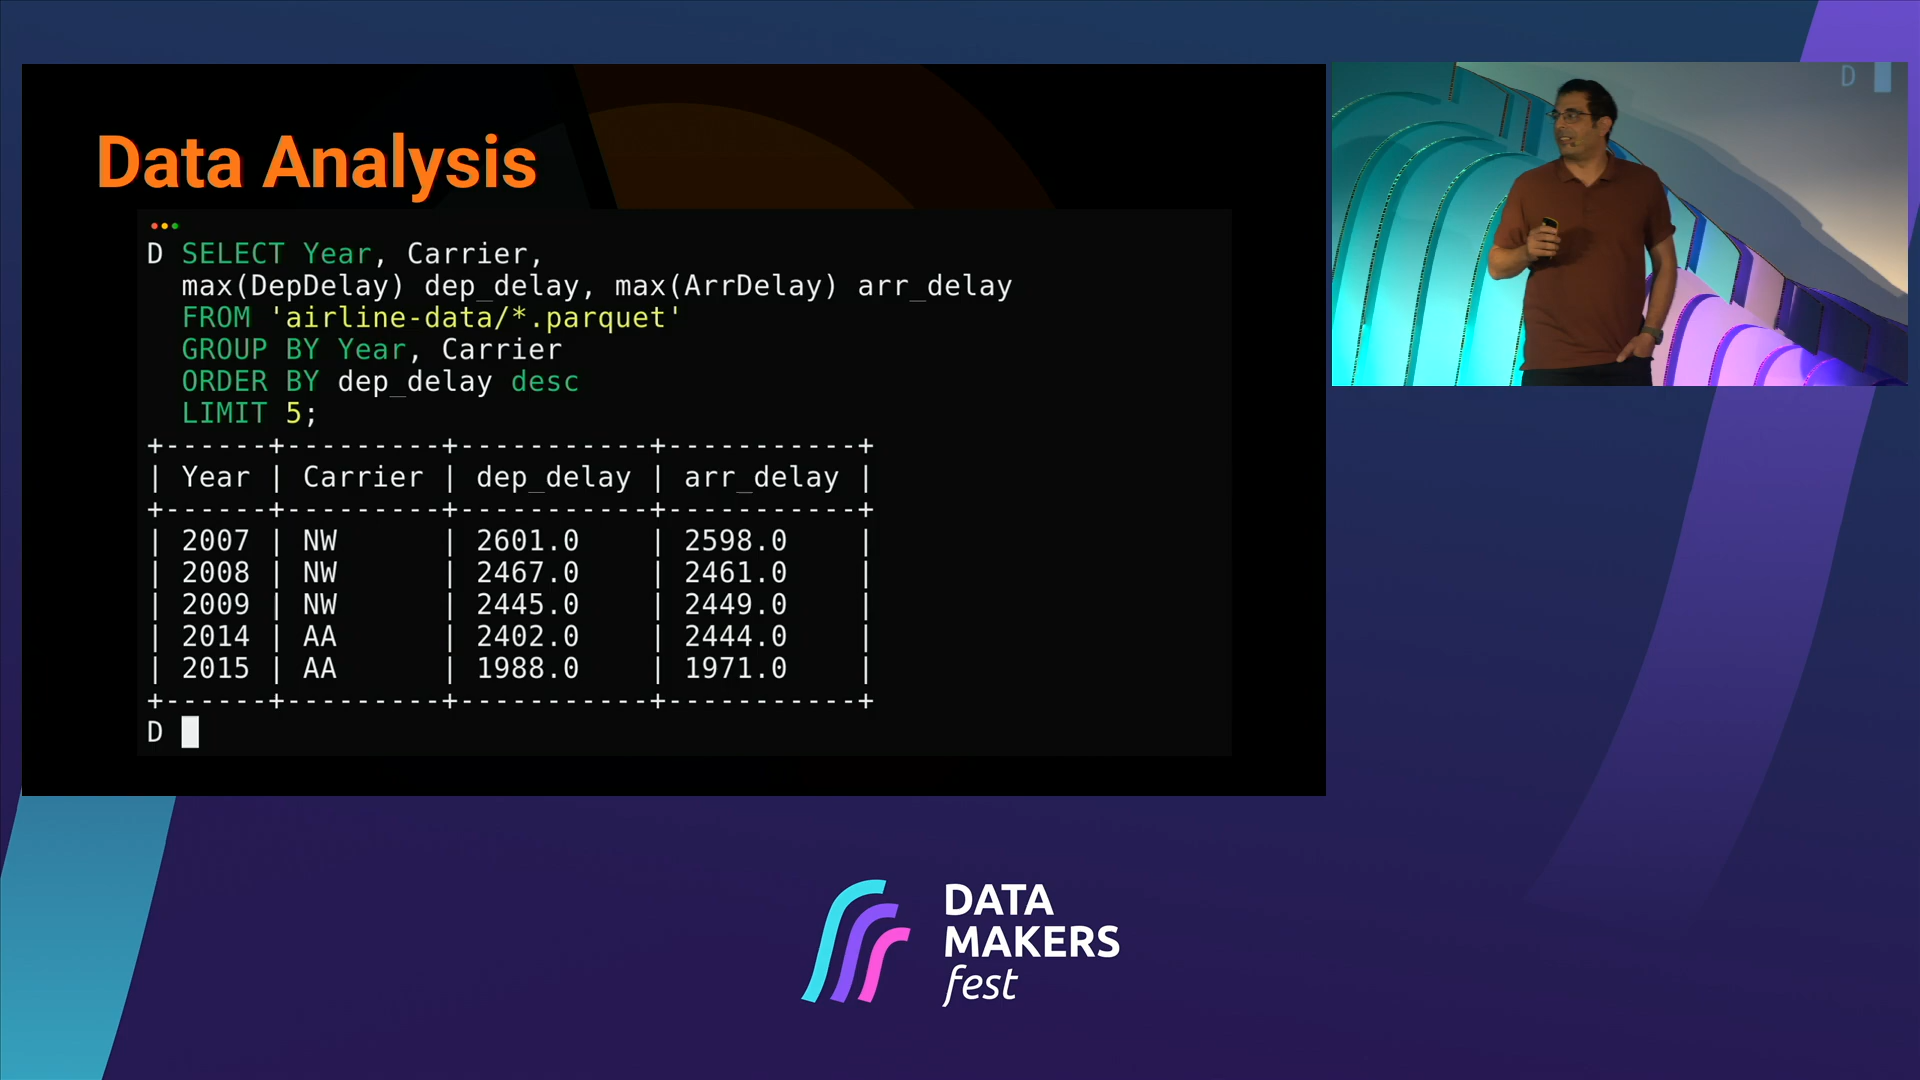 Data Analysis
D SELECT Year, Carrier,
max(DepDelay) dep_delay, max(ArrDelay) arr_delay
FROM 'airline-data/*.parquet'
GROUP BY Year, Carrier
ORDER BY dep_delay desc
LIMIT 5;
+------+---------+-----------+-----------+
| Year | Carrier | dep_delay | arr_delay |
+------+---------+-----------+-----------+
| 2007 | NW | 2601.0 | 2598.0 |
| 2008 | NW | 2467.0 | 2461.0 |
| 2009 | NW | 2445.0 | 2449.0 |
| 2014 | AA | 2402.0 | 2444.0 |
| 2015 | AA | 1988.0 | 1971.0 |
+------+---------+-----------+-----------+
D
D
DATA
MAKERS
fest